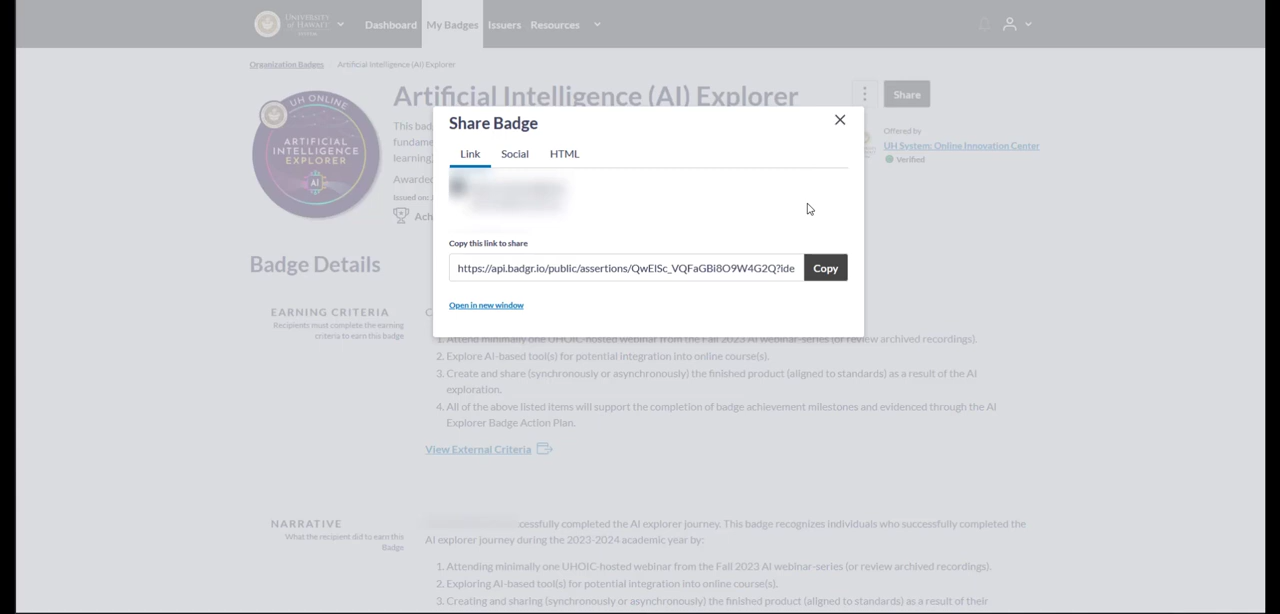 UNIVERSITY
of HAWAI'I
Dashboard
My Badges
Issuers
Resources
Organization Badges
Artificial Intelligence (AI) Explorer
UH ONLINE
ARTIFICIAL
INTELLIGENCE
EXPLORER
AI
Artificial Intelligence (AI) Explorer
Share
This bad
fundame
learning)
Awarded
Issued on:
Ach
Offered by
UH System: Online Innovation Center
Verified
Share Badge
Link
Social
HTML
Copy this link to share
https://api.badgr.io/public/assertions/QwElSc_VQFaGBi8O9W4G2Q?ide
Copy
Open in new window
Badge Details
EARNING CRITERIA
Recipients must complete the earning
criteria to earn this badge
1. Attend minimally one UHOIC-hosted webinar from the Fall 2023 AI webinar-series (or review archived recordings).
2. Explore AI-based tool(s) for potential integration into online course(s).
3. Create and share (synchronously or asynchronously) the finished product (aligned to standards) as a result of the AI
exploration.
4. All of the above listed items will support the completion of badge achievement milestones and evidenced through the AI
Explorer Badge Action Plan.
View External Criteria
NARRATIVE
What the recipient did to earn this
Badge
cessfully completed the AI explorer journey. This badge recognizes individuals who successfully completed the
AI explorer journey during the 2023-2024 academic year by:
1. Attending minimally one UHOIC-hosted webinar from the Fall 2023 AI webinar-series (or review archived recordings).
2. Exploring AI-based tool(s) for potential integration into online course(s).
3. Creating and sharing (synchronously or asynchronously) the finished product (aligned to standards) as a result of their